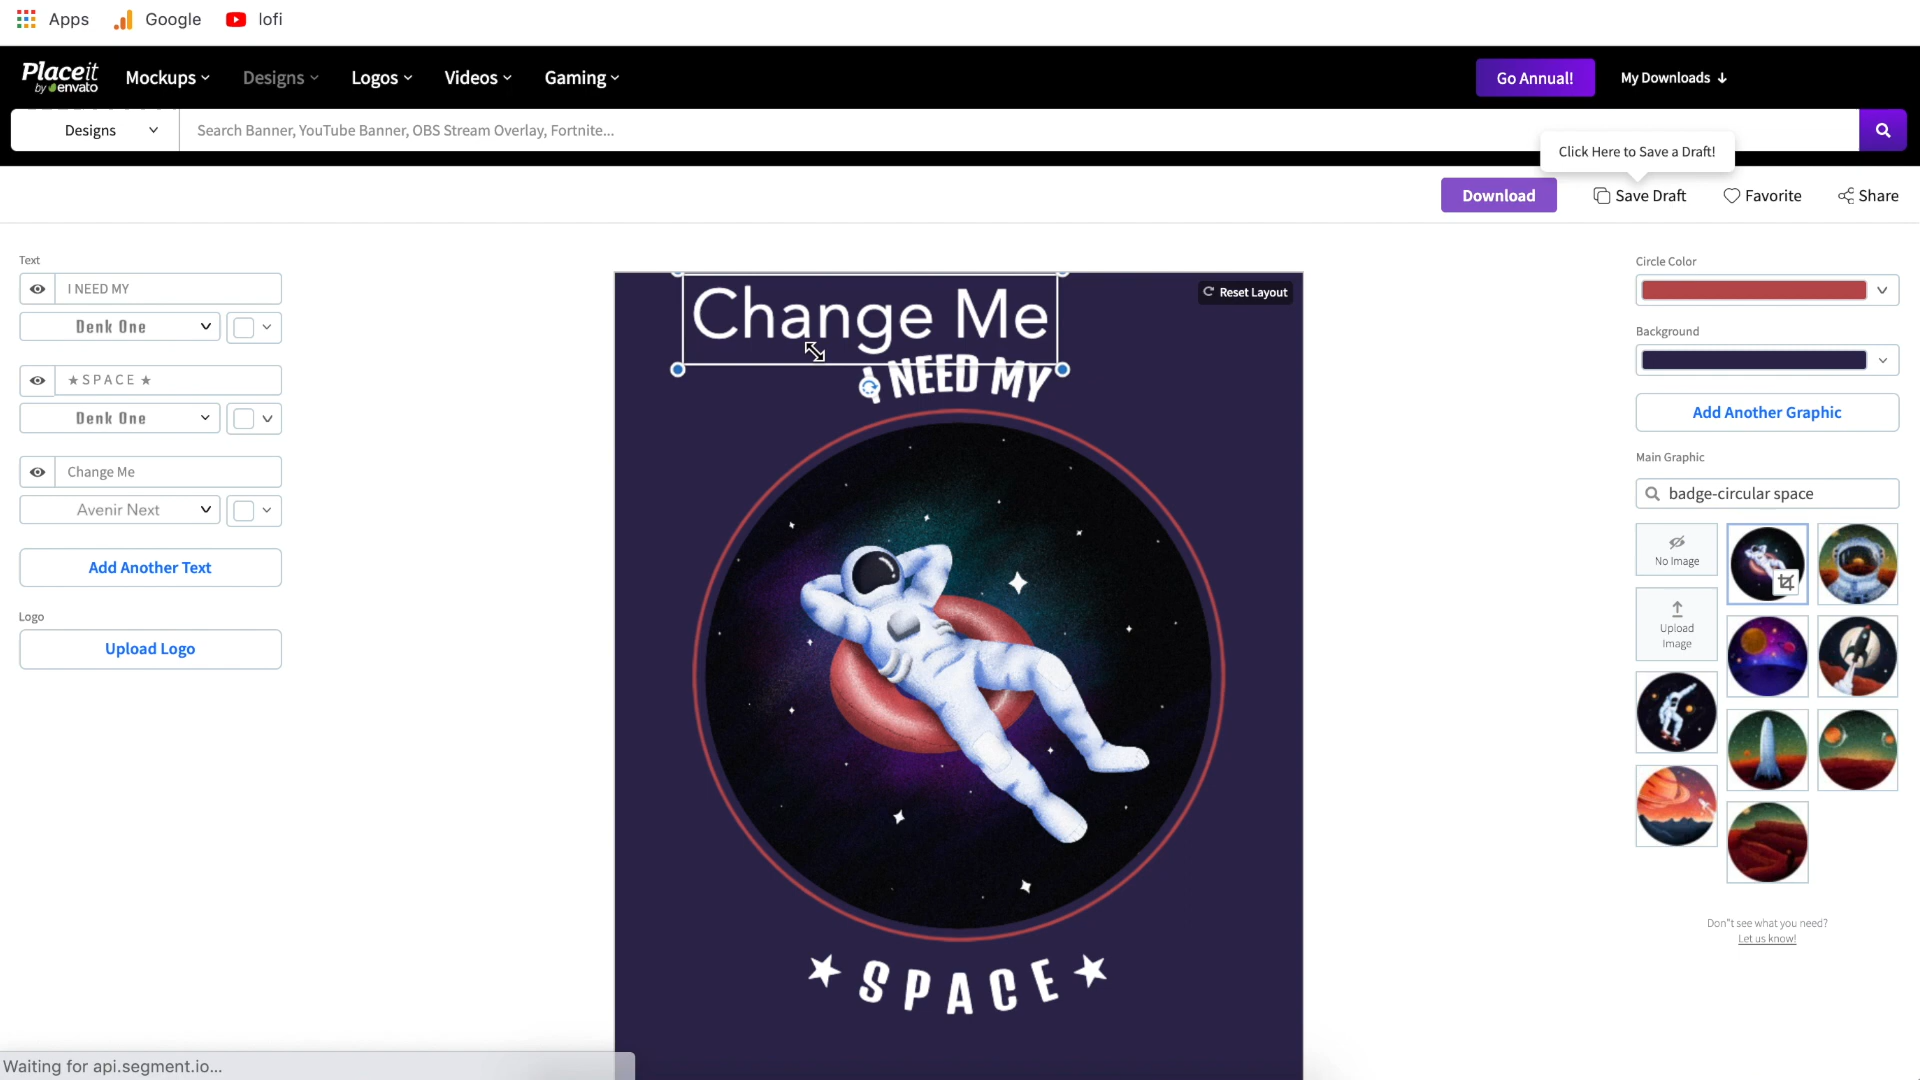 Apps Google lofi
Placeit by envato Mockups Designs Logos Videos Gaming Go Annual! My Downloads
Designs Search Banner, YouTube Banner, OBS Stream Overlay, Fortnite...
Click Here to Save a Draft!
Download Save Draft Favorite Share
Text
I NEED MY
Denk One
★ S P A C E ★
Denk One
Change Me
Avenir Next
Add Another Text
Logo
Upload Logo
Change Me
Reset Layout
I NEED MY
★ SPACE ★
Circle Color
Background
Add Another Graphic
Main Graphic
badge-circular space
No Image
Upload
Image
Don"t see what you need?
Let us know!
Waiting for api.segment.io...